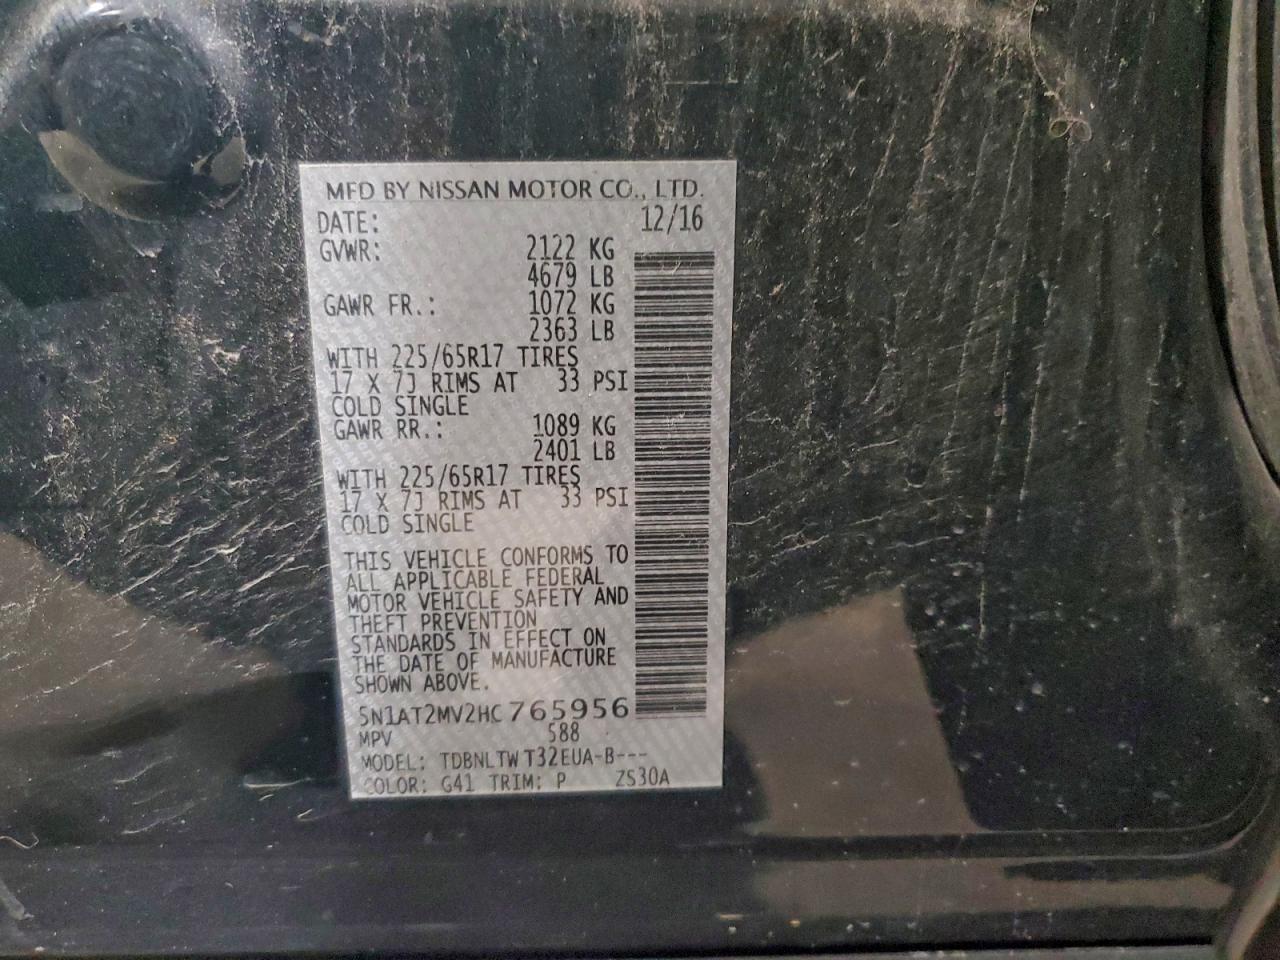 MFD BY NISSAN MOTOR CO., LTD.
DATE: 12/16
GVWR: 2122 KG
4679 LB
GAWR FR.: 1072 KG
2363 LB
WITH 225/65R17 TIRES
17 X 7J RIMS AT 33 PSI
COLD SINGLE
GAWR RR.: 1089 KG
2401 LB
WITH 225/65R17 TIRES
17 X 7J RIMS AT 33 PSI
COLD SINGLE
THIS VEHICLE CONFORMS TO
ALL APPLICABLE FEDERAL
MOTOR VEHICLE SAFETY AND
THEFT PREVENTION
STANDARDS IN EFFECT ON
THE DATE OF MANUFACTURE
SHOWN ABOVE.
5N1AT2MV2HC765956
MPV 588
MODEL: TDBNLTWT32EUA-B---
COLOR: G41 TRIM: P ZS30A